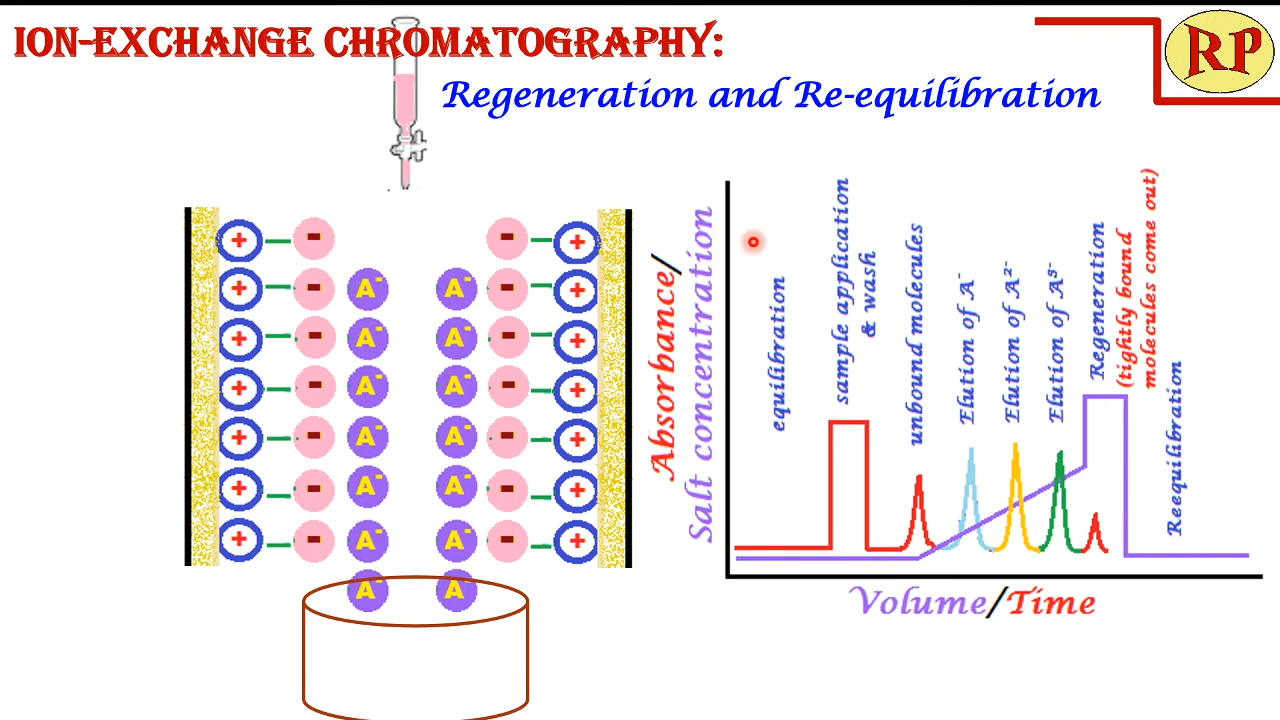 ION-EXCHANGE CHROMATOGRAPHY:
RP
Regeneration and Re-equilibration
+ - - +
+ - A⁻ A⁻ - +
+ - A⁻ A⁻ - +
+ - A⁻ A⁻ - +
+ - A⁻ A⁻ - +
+ - A⁻ A⁻ - +
+ - A⁻ A⁻ - +
A⁻ A
Absorbance/
Salt concentration
equilibration
sample application
& wash
unbound molecules
Elution of A⁻
Elution of A²⁻
Elution of A³⁻
Regeneration
(tightly bound
molecules come out)
Reequilibration
Volume/Time